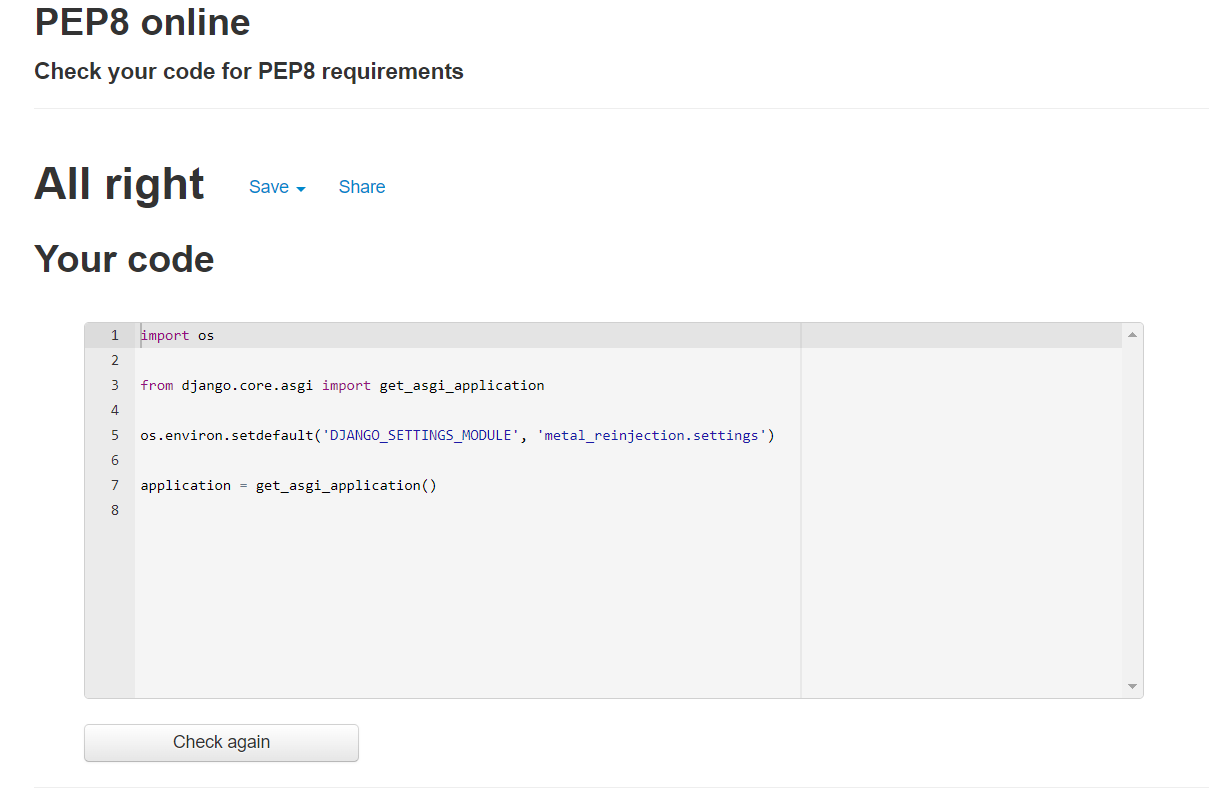 PEP8 online
Check your code for PEP8 requirements
All right Save Share
Your code
1 import os
2
3 from django.core.asgi import get_asgi_application
4
5 os.environ.setdefault('DJANGO_SETTINGS_MODULE', 'metal_reinjection.settings')
6
7 application = get_asgi_application()
8
Check again